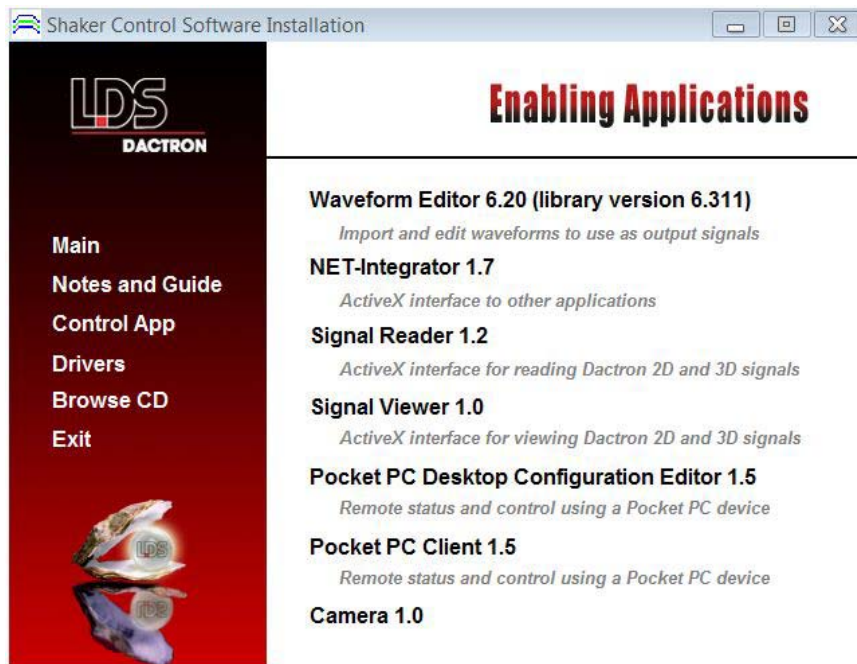 Shaker Control Software Installation
LDS
DACTRON
Enabling Applications
Main
Notes and Guide
Control App
Drivers
Browse CD
Exit
Waveform Editor 6.20 (library version 6.311)
Import and edit waveforms to use as output signals
NET-Integrator 1.7
ActiveX interface to other applications
Signal Reader 1.2
ActiveX interface for reading Dactron 2D and 3D signals
Signal Viewer 1.0
ActiveX interface for viewing Dactron 2D and 3D signals
Pocket PC Desktop Configuration Editor 1.5
Remote status and control using a Pocket PC device
Pocket PC Client 1.5
Remote status and control using a Pocket PC device
Camera 1.0
LDS